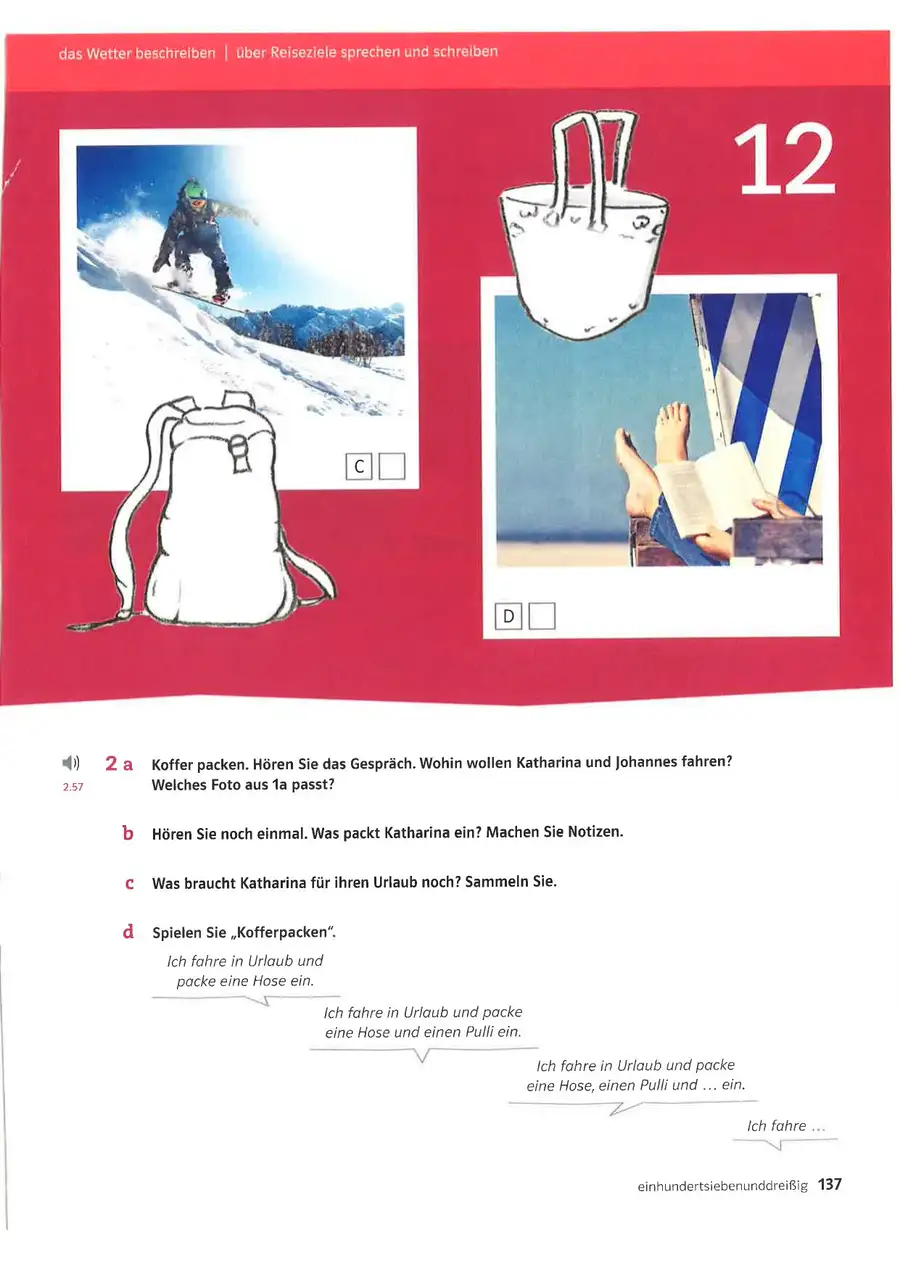 das Wetter beschreiben | über Reiseziele sprechen und schreiben
12
C
D
2 a Koffer packen. Hören Sie das Gespräch. Wohin wollen Katharina und Johannes fahren?
2.57 Welches Foto aus 1a passt?
b Hören Sie noch einmal. Was packt Katharina ein? Machen Sie Notizen.
c Was braucht Katharina für ihren Urlaub noch? Sammeln Sie.
d Spielen Sie „Kofferpacken“.
Ich fahre in Urlaub und
packe eine Hose ein.
Ich fahre in Urlaub und packe
eine Hose und einen Pulli ein.
Ich fahre in Urlaub und packe
eine Hose, einen Pulli und … ein.
Ich fahre …
einhundertsiebenunddreißig 137